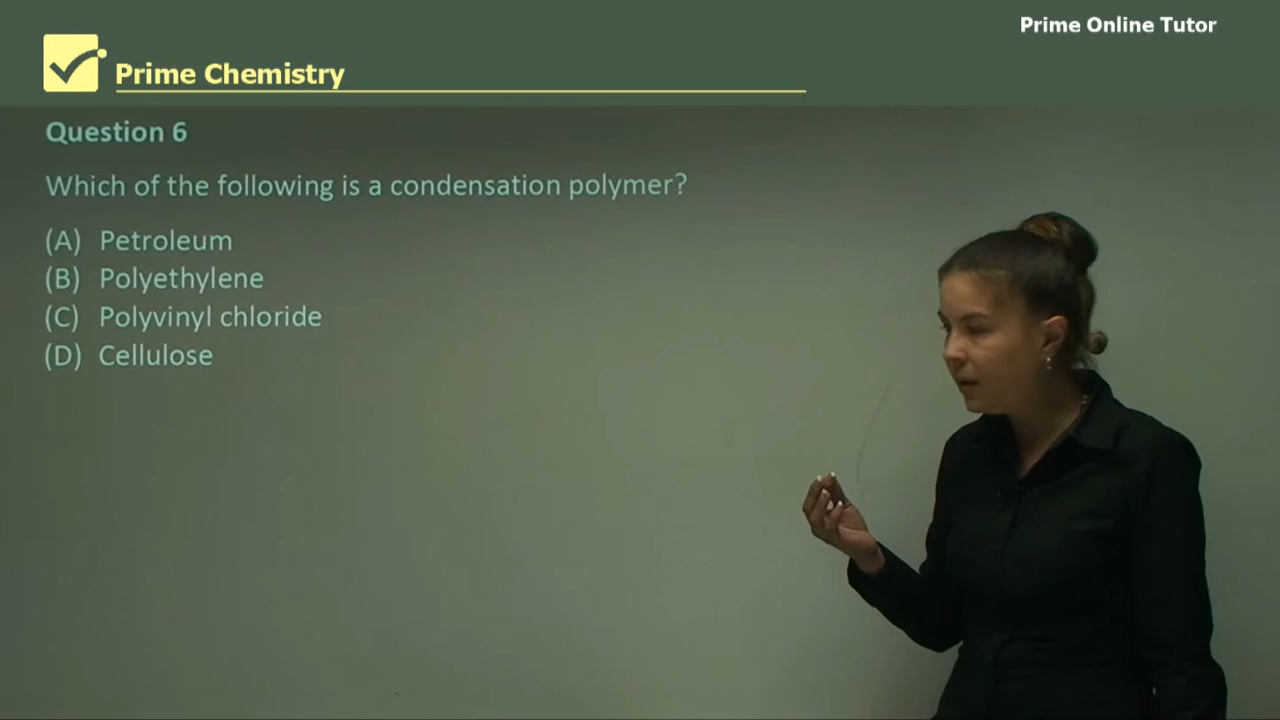 Prime Online Tutor
Prime Chemistry
Question 6
Which of the following is a condensation polymer?
(A) Petroleum
(B) Polyethylene
(C) Polyvinyl chloride
(D) Cellulose